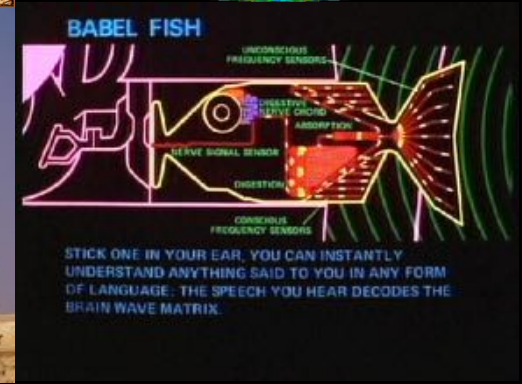 BABEL FISH
UNCONSCIOUS
FREQUENCY SENSORS
DIGESTIVE
NERVE CHORD
ABSORPTION
NERVE SIGNAL SENSOR
DIGESTION
CONSCIOUS
FREQUENCY SENSORS
STICK ONE IN YOUR EAR, YOU CAN INSTANTLY
UNDERSTAND ANYTHING SAID TO YOU IN ANY FORM
OF LANGUAGE: THE SPEECH YOU HEAR DECODES THE
BRAIN WAVE MATRIX.